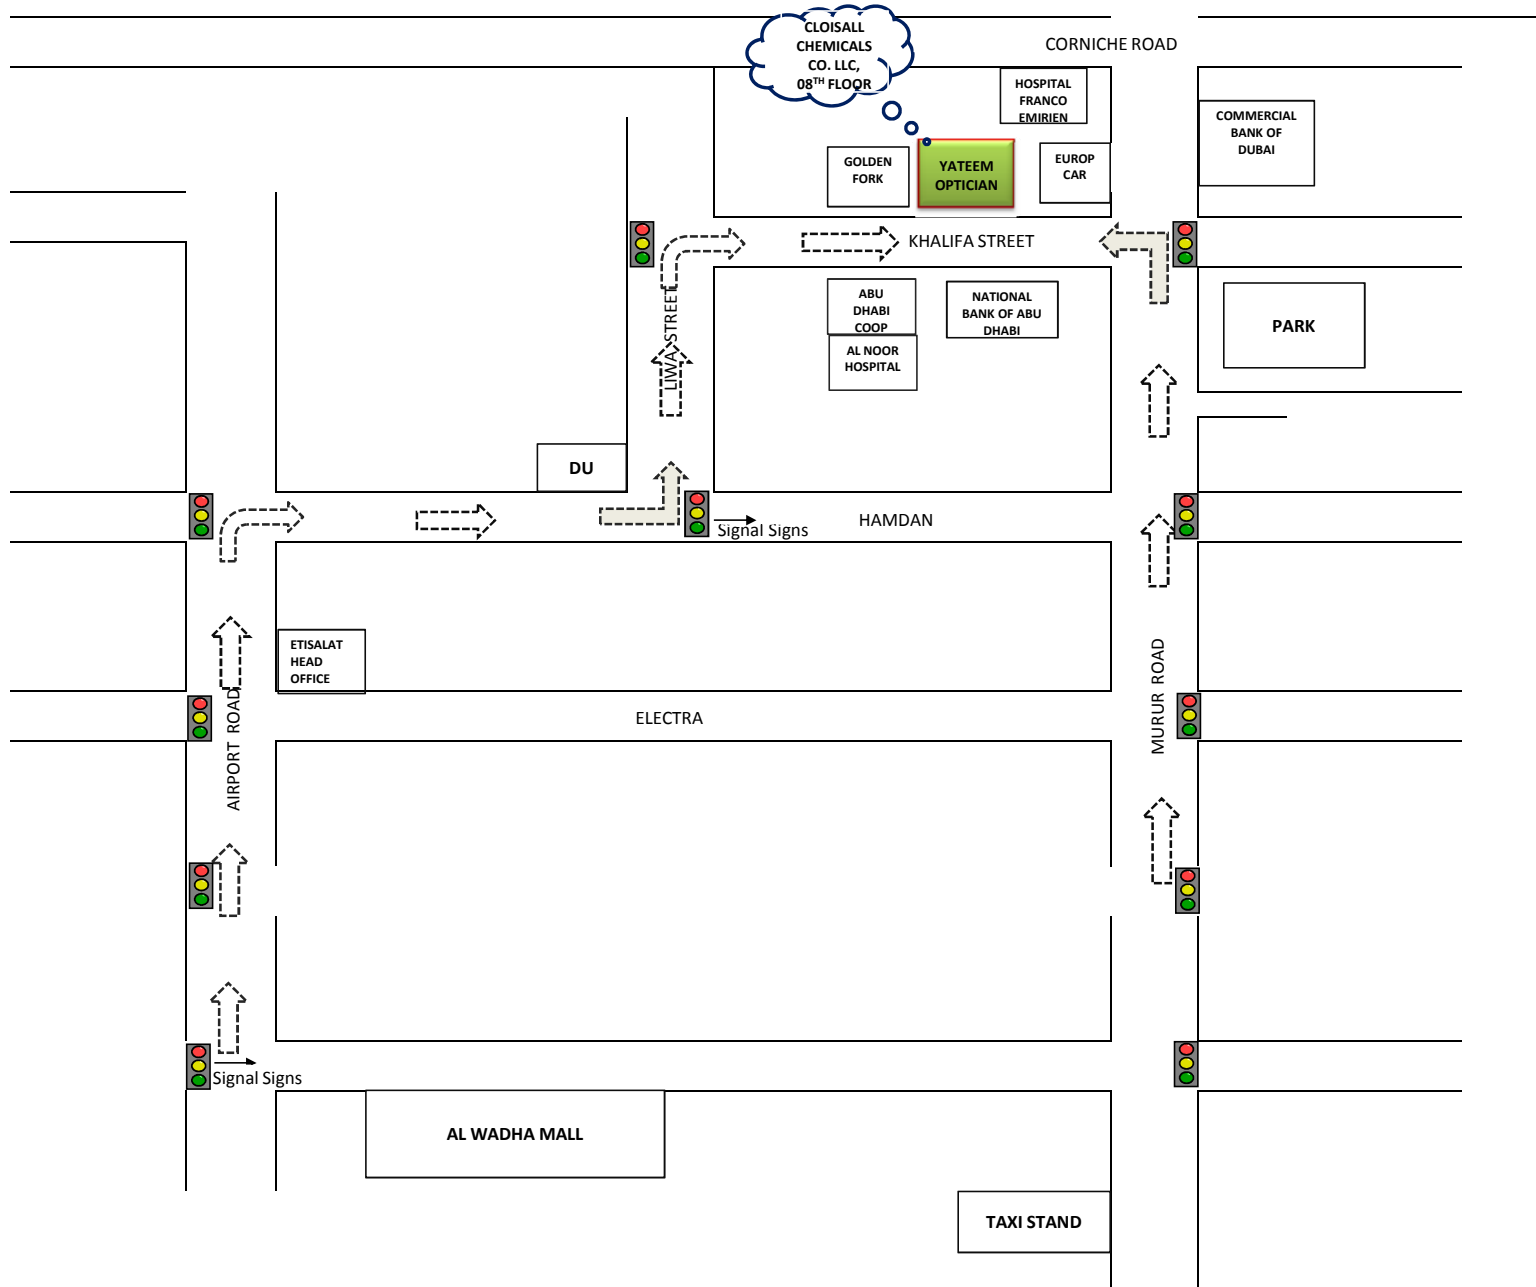 CLOISALL
CHEMICALS
CO. LLC,
08TH FLOOR
CORNICHE ROAD
HOSPITAL
FRANCO
EMIRIEN
COMMERCIAL
BANK OF
DUBAI
GOLDEN
FORK
YATEEM
OPTICIAN
EUROP
CAR
KHALIFA STREET
LIWA STREET
ABU
DHABI
COOP
NATIONAL
BANK OF ABU
DHABI
PARK
AL NOOR
HOSPITAL
DU
HAMDAN
Signal Signs
ETISALAT
HEAD
OFFICE
MURUR ROAD
AIRPORT ROAD
ELECTRA
Signal Signs
AL WADHA MALL
TAXI STAND